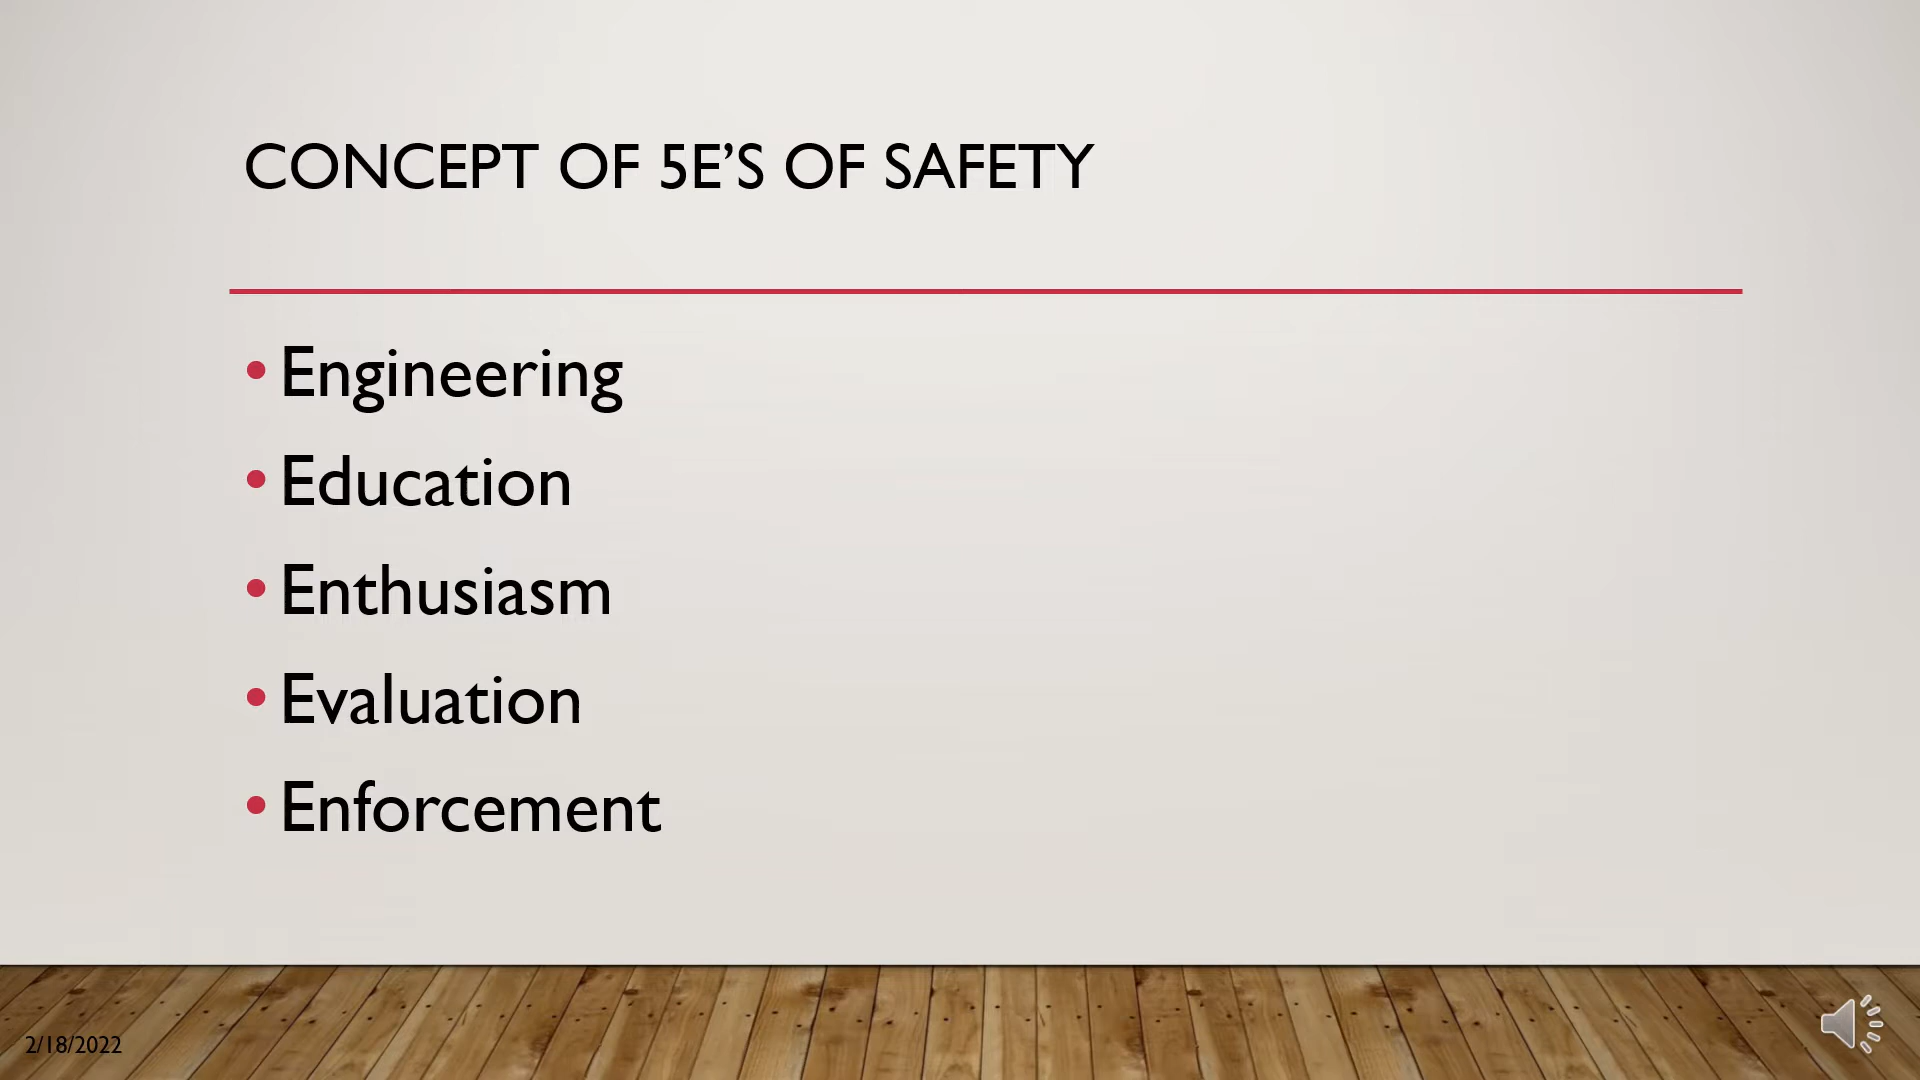 CONCEPT OF 5E’S OF SAFETY
• Engineering
• Education
• Enthusiasm
• Evaluation
• Enforcement
2/18/2022